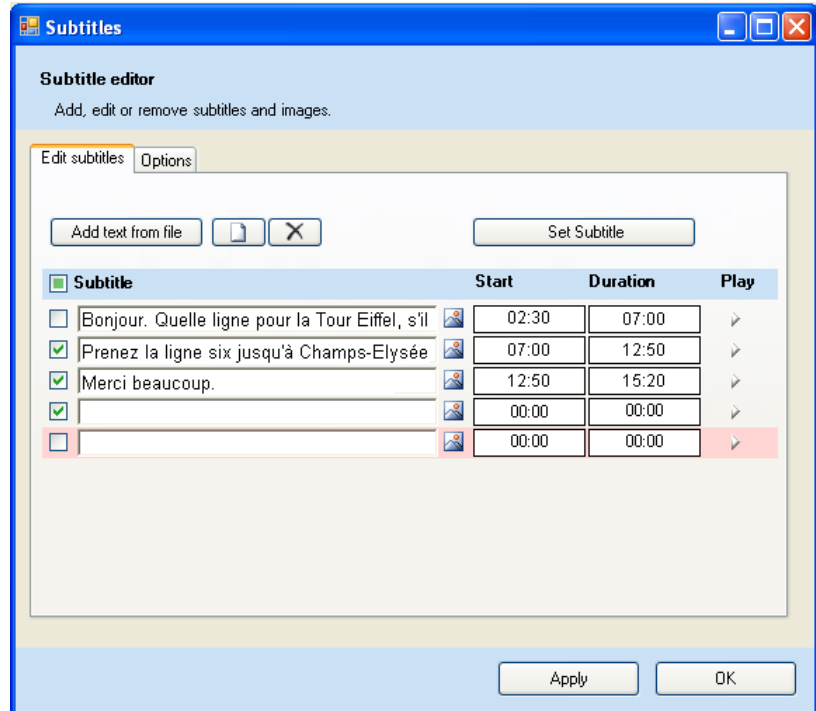 Subtitles
Subtitle editor
Add, edit or remove subtitles and images.
Edit subtitles Options
Add text from file Set Subtitle
Subtitle Start Duration Play
Bonjour. Quelle ligne pour la Tour Eiffel, s'il 02:30 07:00
Prenez la ligne six jusqu'à Champs-Elysée 07:00 12:50
Merci beaucoup. 12:50 15:20
00:00 00:00
00:00 00:00
Apply OK